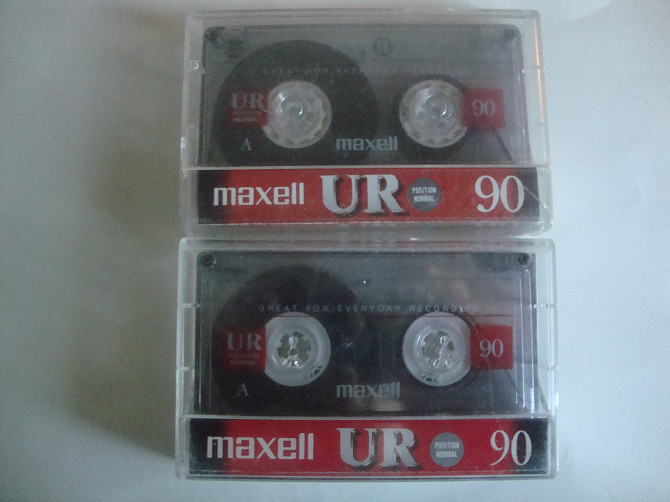 GREAT FOR EVERYDAY RECORDING
UR 90
POSITION
NORMAL
A maxell
maxell UR POSITION NORMAL 90
GREAT FOR EVERYDAY RECORDING
UR 90
POSITION
NORMAL
A maxell
maxell UR POSITION NORMAL 90